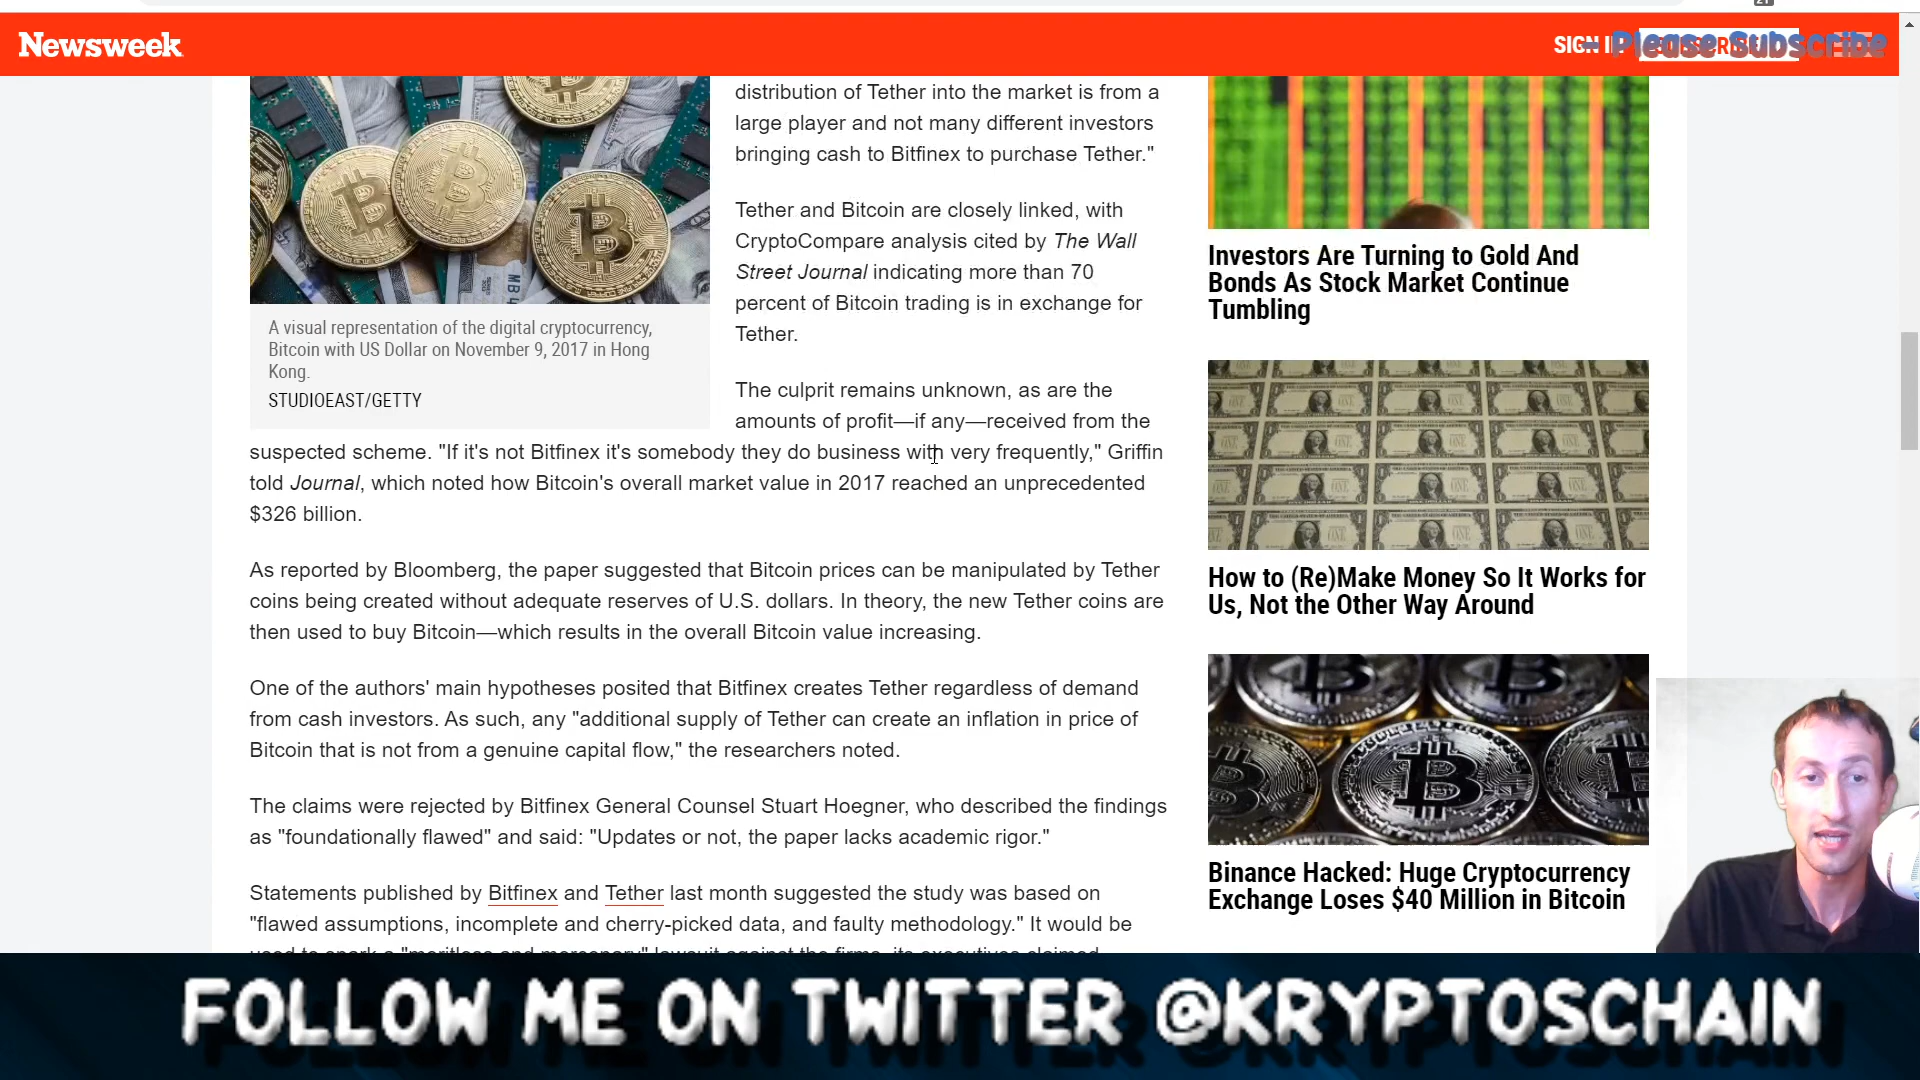 Newsweek
SIGN I
- Please Subscribe
distribution of Tether into the market is from a
large player and not many different investors
bringing cash to Bitfinex to purchase Tether."
Tether and Bitcoin are closely linked, with
CryptoCompare analysis cited by The Wall
Street Journal indicating more than 70
percent of Bitcoin trading is in exchange for
Tether.
A visual representation of the digital cryptocurrency,
Bitcoin with US Dollar on November 9, 2017 in Hong
Kong.
STUDIOEAST/GETTY
The culprit remains unknown, as are the
amounts of profit—if any—received from the
suspected scheme. "If it's not Bitfinex it's somebody they do business with very frequently," Griffin
told Journal, which noted how Bitcoin's overall market value in 2017 reached an unprecedented
$326 billion.
As reported by Bloomberg, the paper suggested that Bitcoin prices can be manipulated by Tether
coins being created without adequate reserves of U.S. dollars. In theory, the new Tether coins are
then used to buy Bitcoin—which results in the overall Bitcoin value increasing.
One of the authors' main hypotheses posited that Bitfinex creates Tether regardless of demand
from cash investors. As such, any "additional supply of Tether can create an inflation in price of
Bitcoin that is not from a genuine capital flow," the researchers noted.
The claims were rejected by Bitfinex General Counsel Stuart Hoegner, who described the findings
as "foundationally flawed" and said: "Updates or not, the paper lacks academic rigor."
Statements published by Bitfinex and Tether last month suggested the study was based on
"flawed assumptions, incomplete and cherry-picked data, and faulty methodology." It would be
used to spark a "meritless and mercenary" lawsuit against the firms, its executives claimed
Investors Are Turning to Gold And
Bonds As Stock Market Continue
Tumbling
How to (Re)Make Money So It Works for
Us, Not the Other Way Around
Binance Hacked: Huge Cryptocurrency
Exchange Loses $40 Million in Bitcoin
FOLLOW ME ON TWITTER @KRYPTOSCHAIN